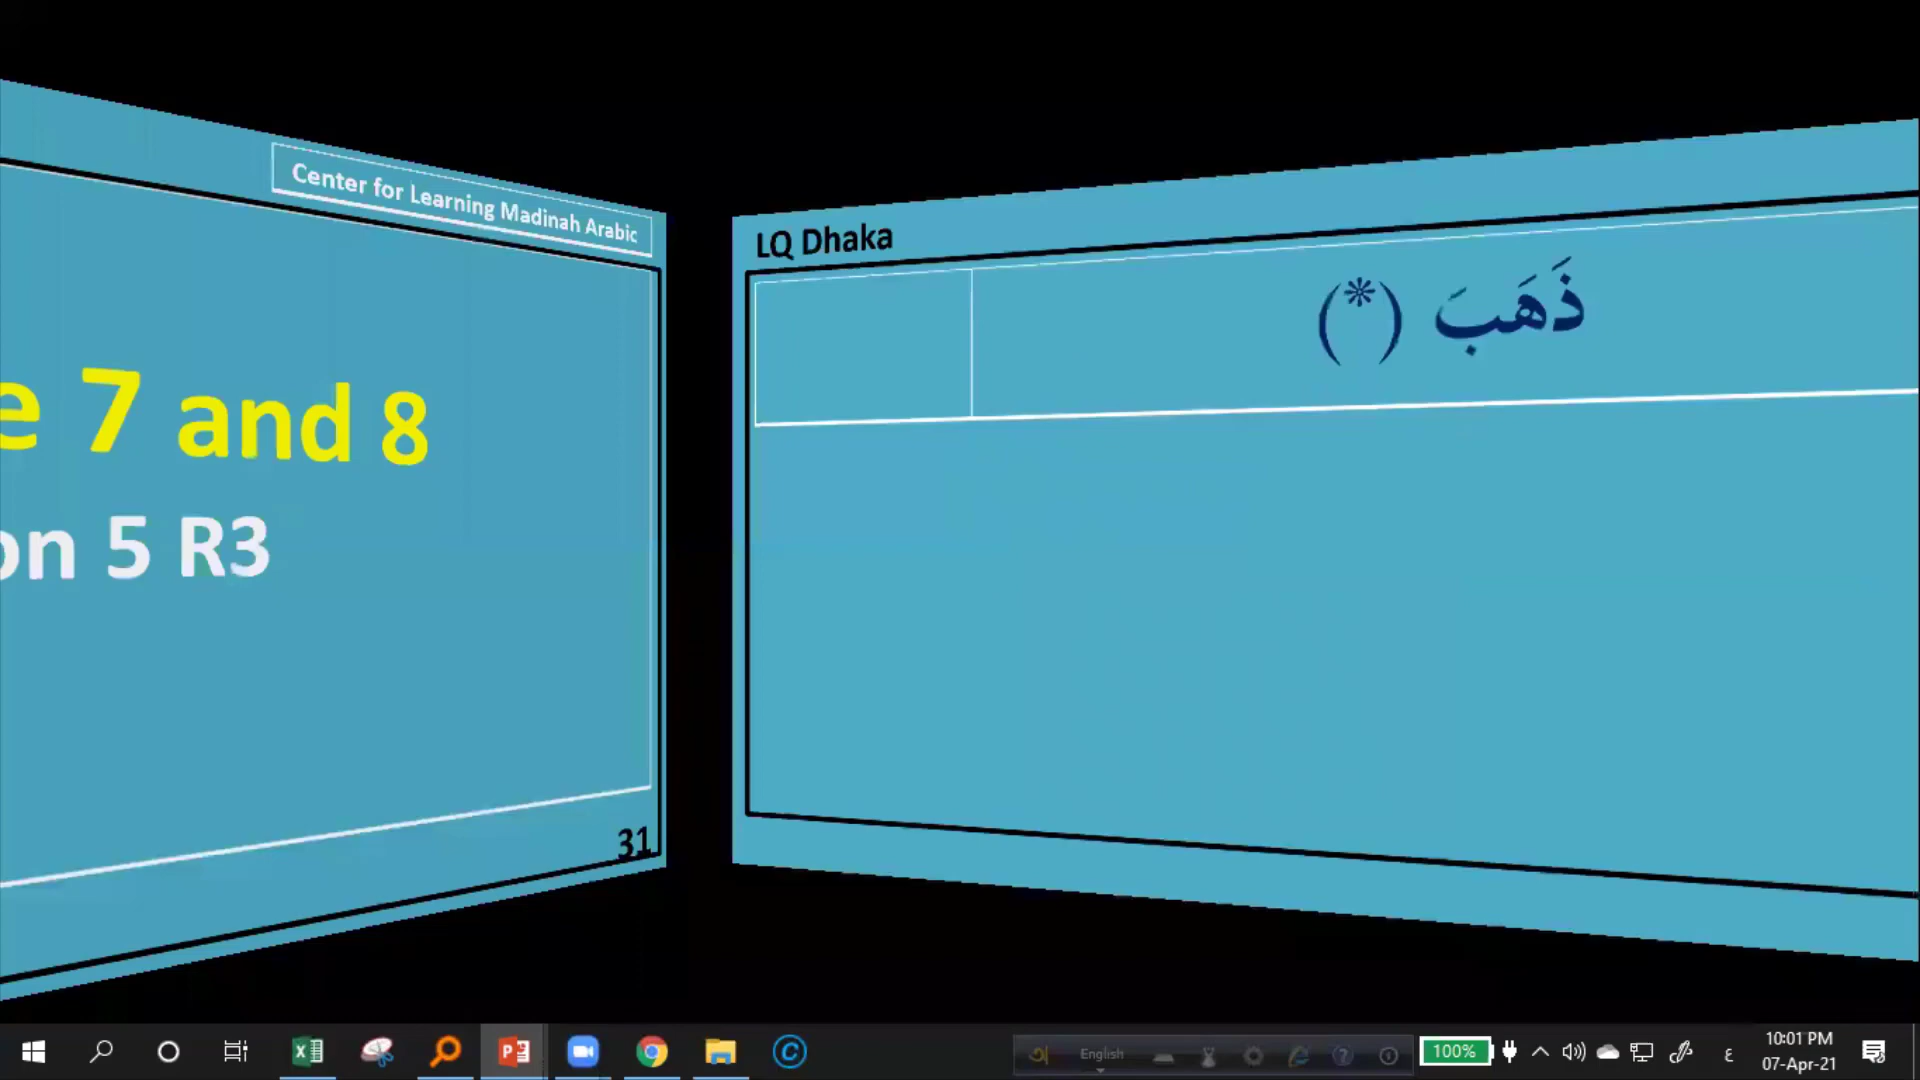 Center for Learning Madinah Arabic
e 7 and 8
on 5 R3
31
LQ Dhaka
ذَهَبَ (*)
English
100%
ع
10:01 PM
07-Apr-21